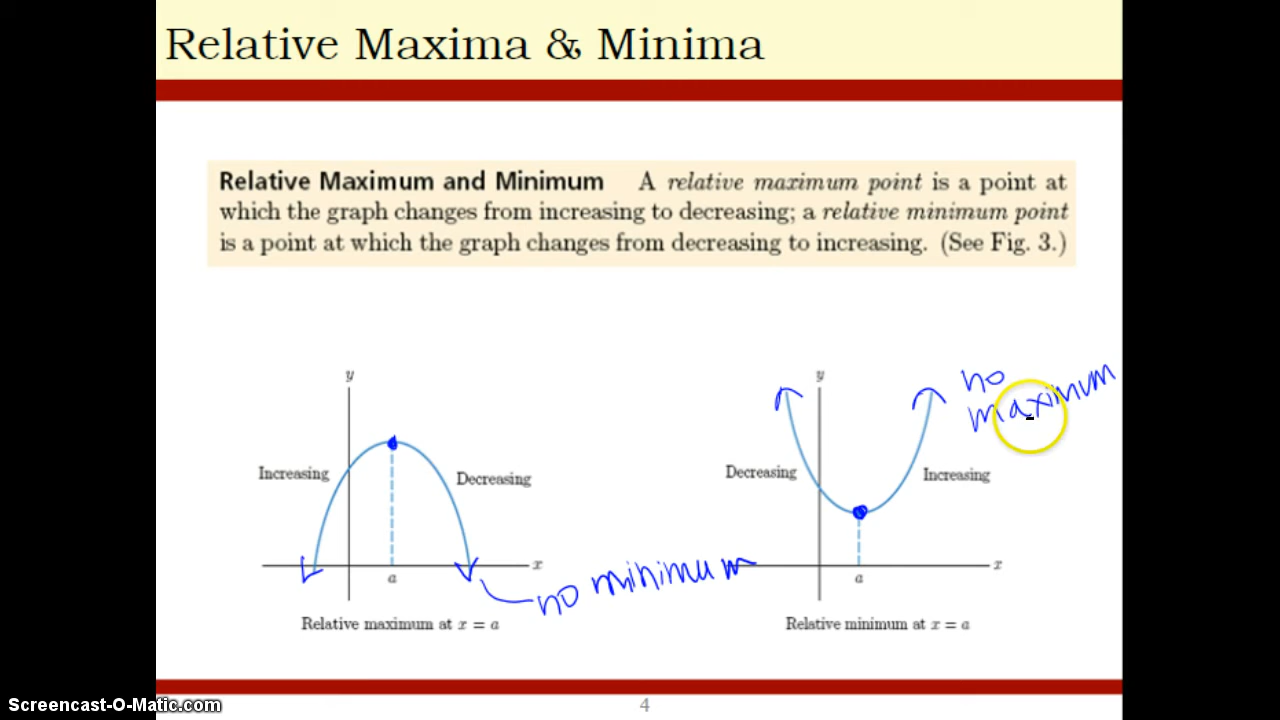 Relative Maxima & Minima
Relative Maximum and Minimum A relative maximum point is a point at
which the graph changes from increasing to decreasing; a relative minimum point
is a point at which the graph changes from decreasing to increasing. (See Fig. 3.)
y
Increasing
Decreasing
x
a
Relative maximum at x = a
no minimum
y
no
maximum
Decreasing
Increasing
x
a
Relative minimum at x = a
Screencast-O-Matic.com
4